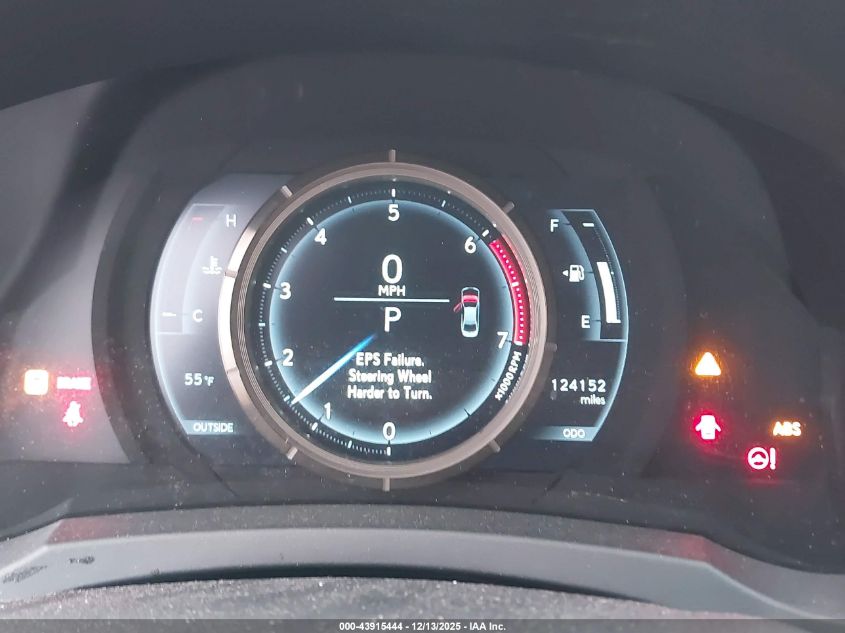 H
C
55°F
OUTSIDE
5
4
6
3
7
2
1
0
0
MPH
P
EPS Failure.
Steering Wheel
Harder to Turn.
x1000RPM
F
E
124152
miles
ODO
BRAKE
ABS
!
000-43915444 - 12/13/2025 - IAA Inc.